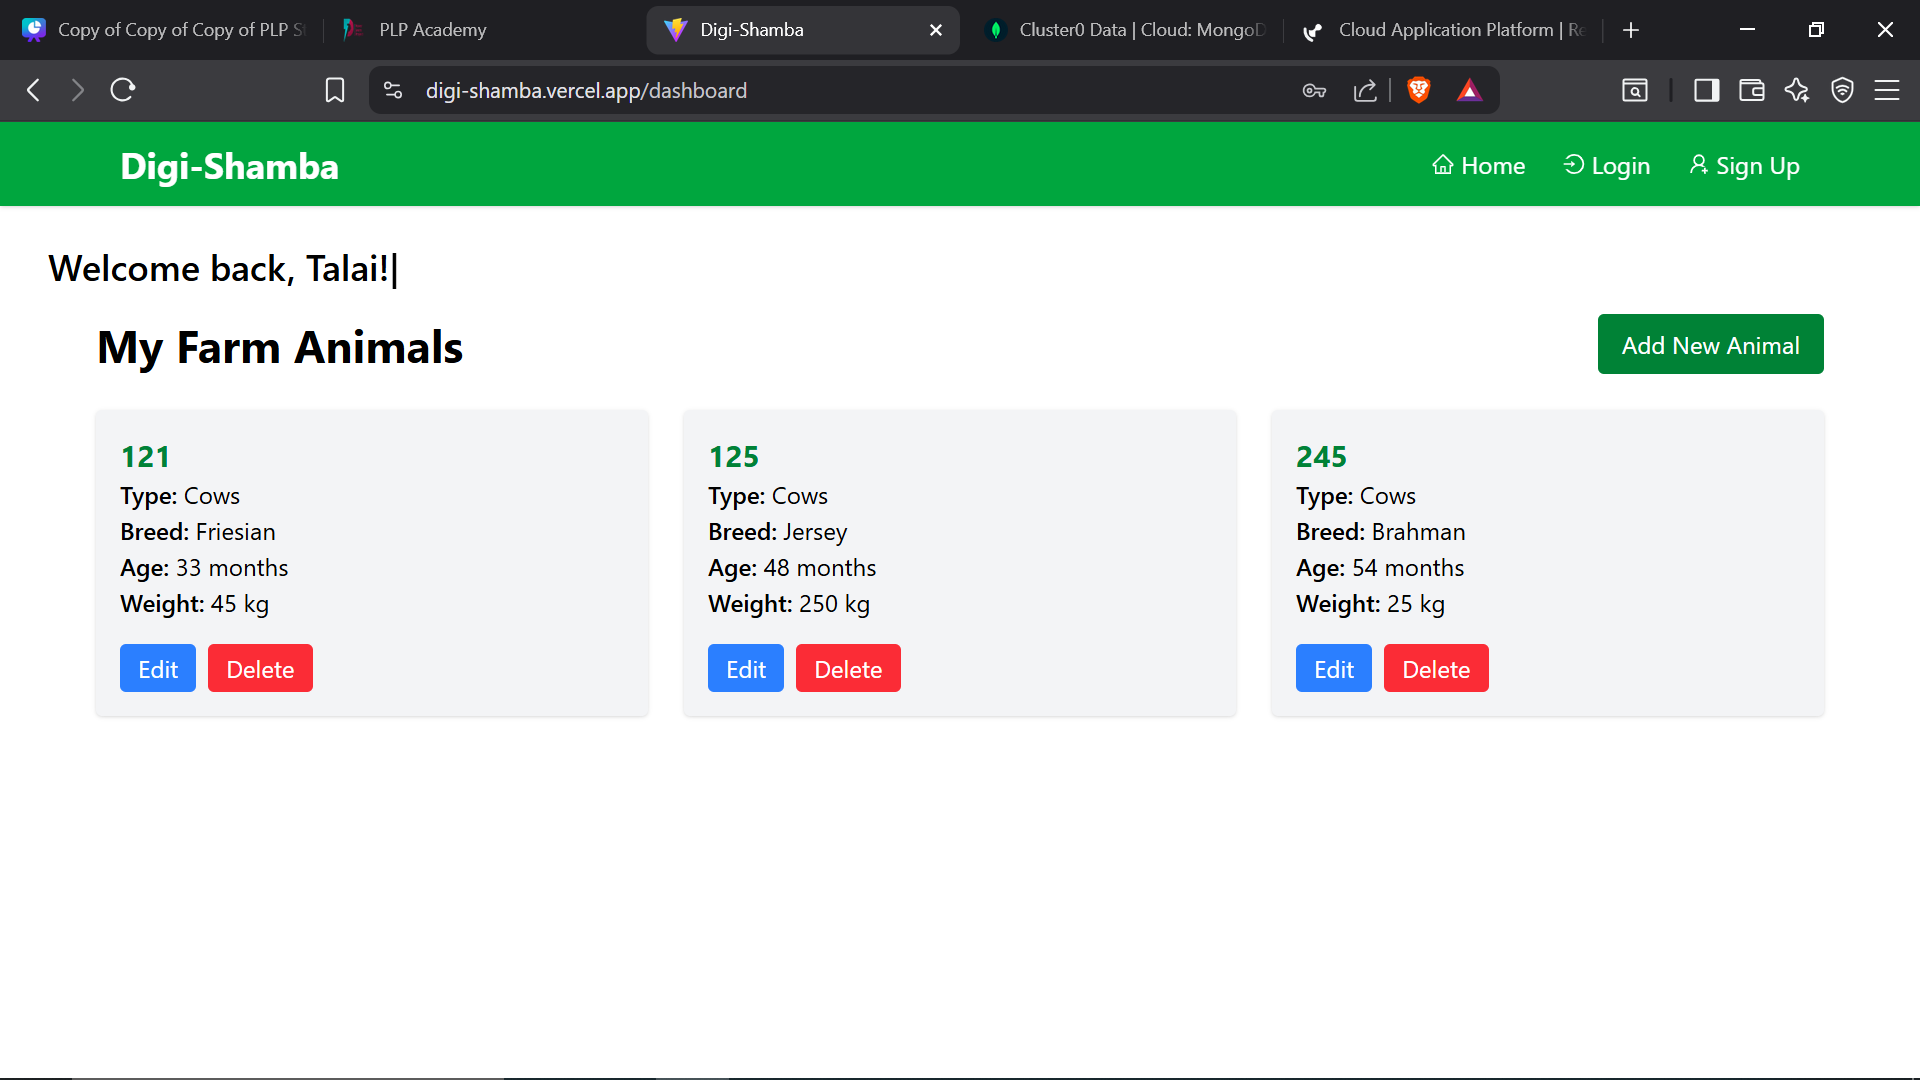 Copy of Copy of Copy of PLP S
PLP Academy
Digi-Shamba
Cluster0 Data | Cloud: MongoD
Cloud Application Platform | Re
digi-shamba.vercel.app/dashboard
Digi-Shamba
Home
Login
Sign Up
Welcome back, Talai!|
My Farm Animals
Add New Animal
121
Type: Cows
Breed: Friesian
Age: 33 months
Weight: 45 kg
Edit
Delete
125
Type: Cows
Breed: Jersey
Age: 48 months
Weight: 250 kg
Edit
Delete
245
Type: Cows
Breed: Brahman
Age: 54 months
Weight: 25 kg
Edit
Delete